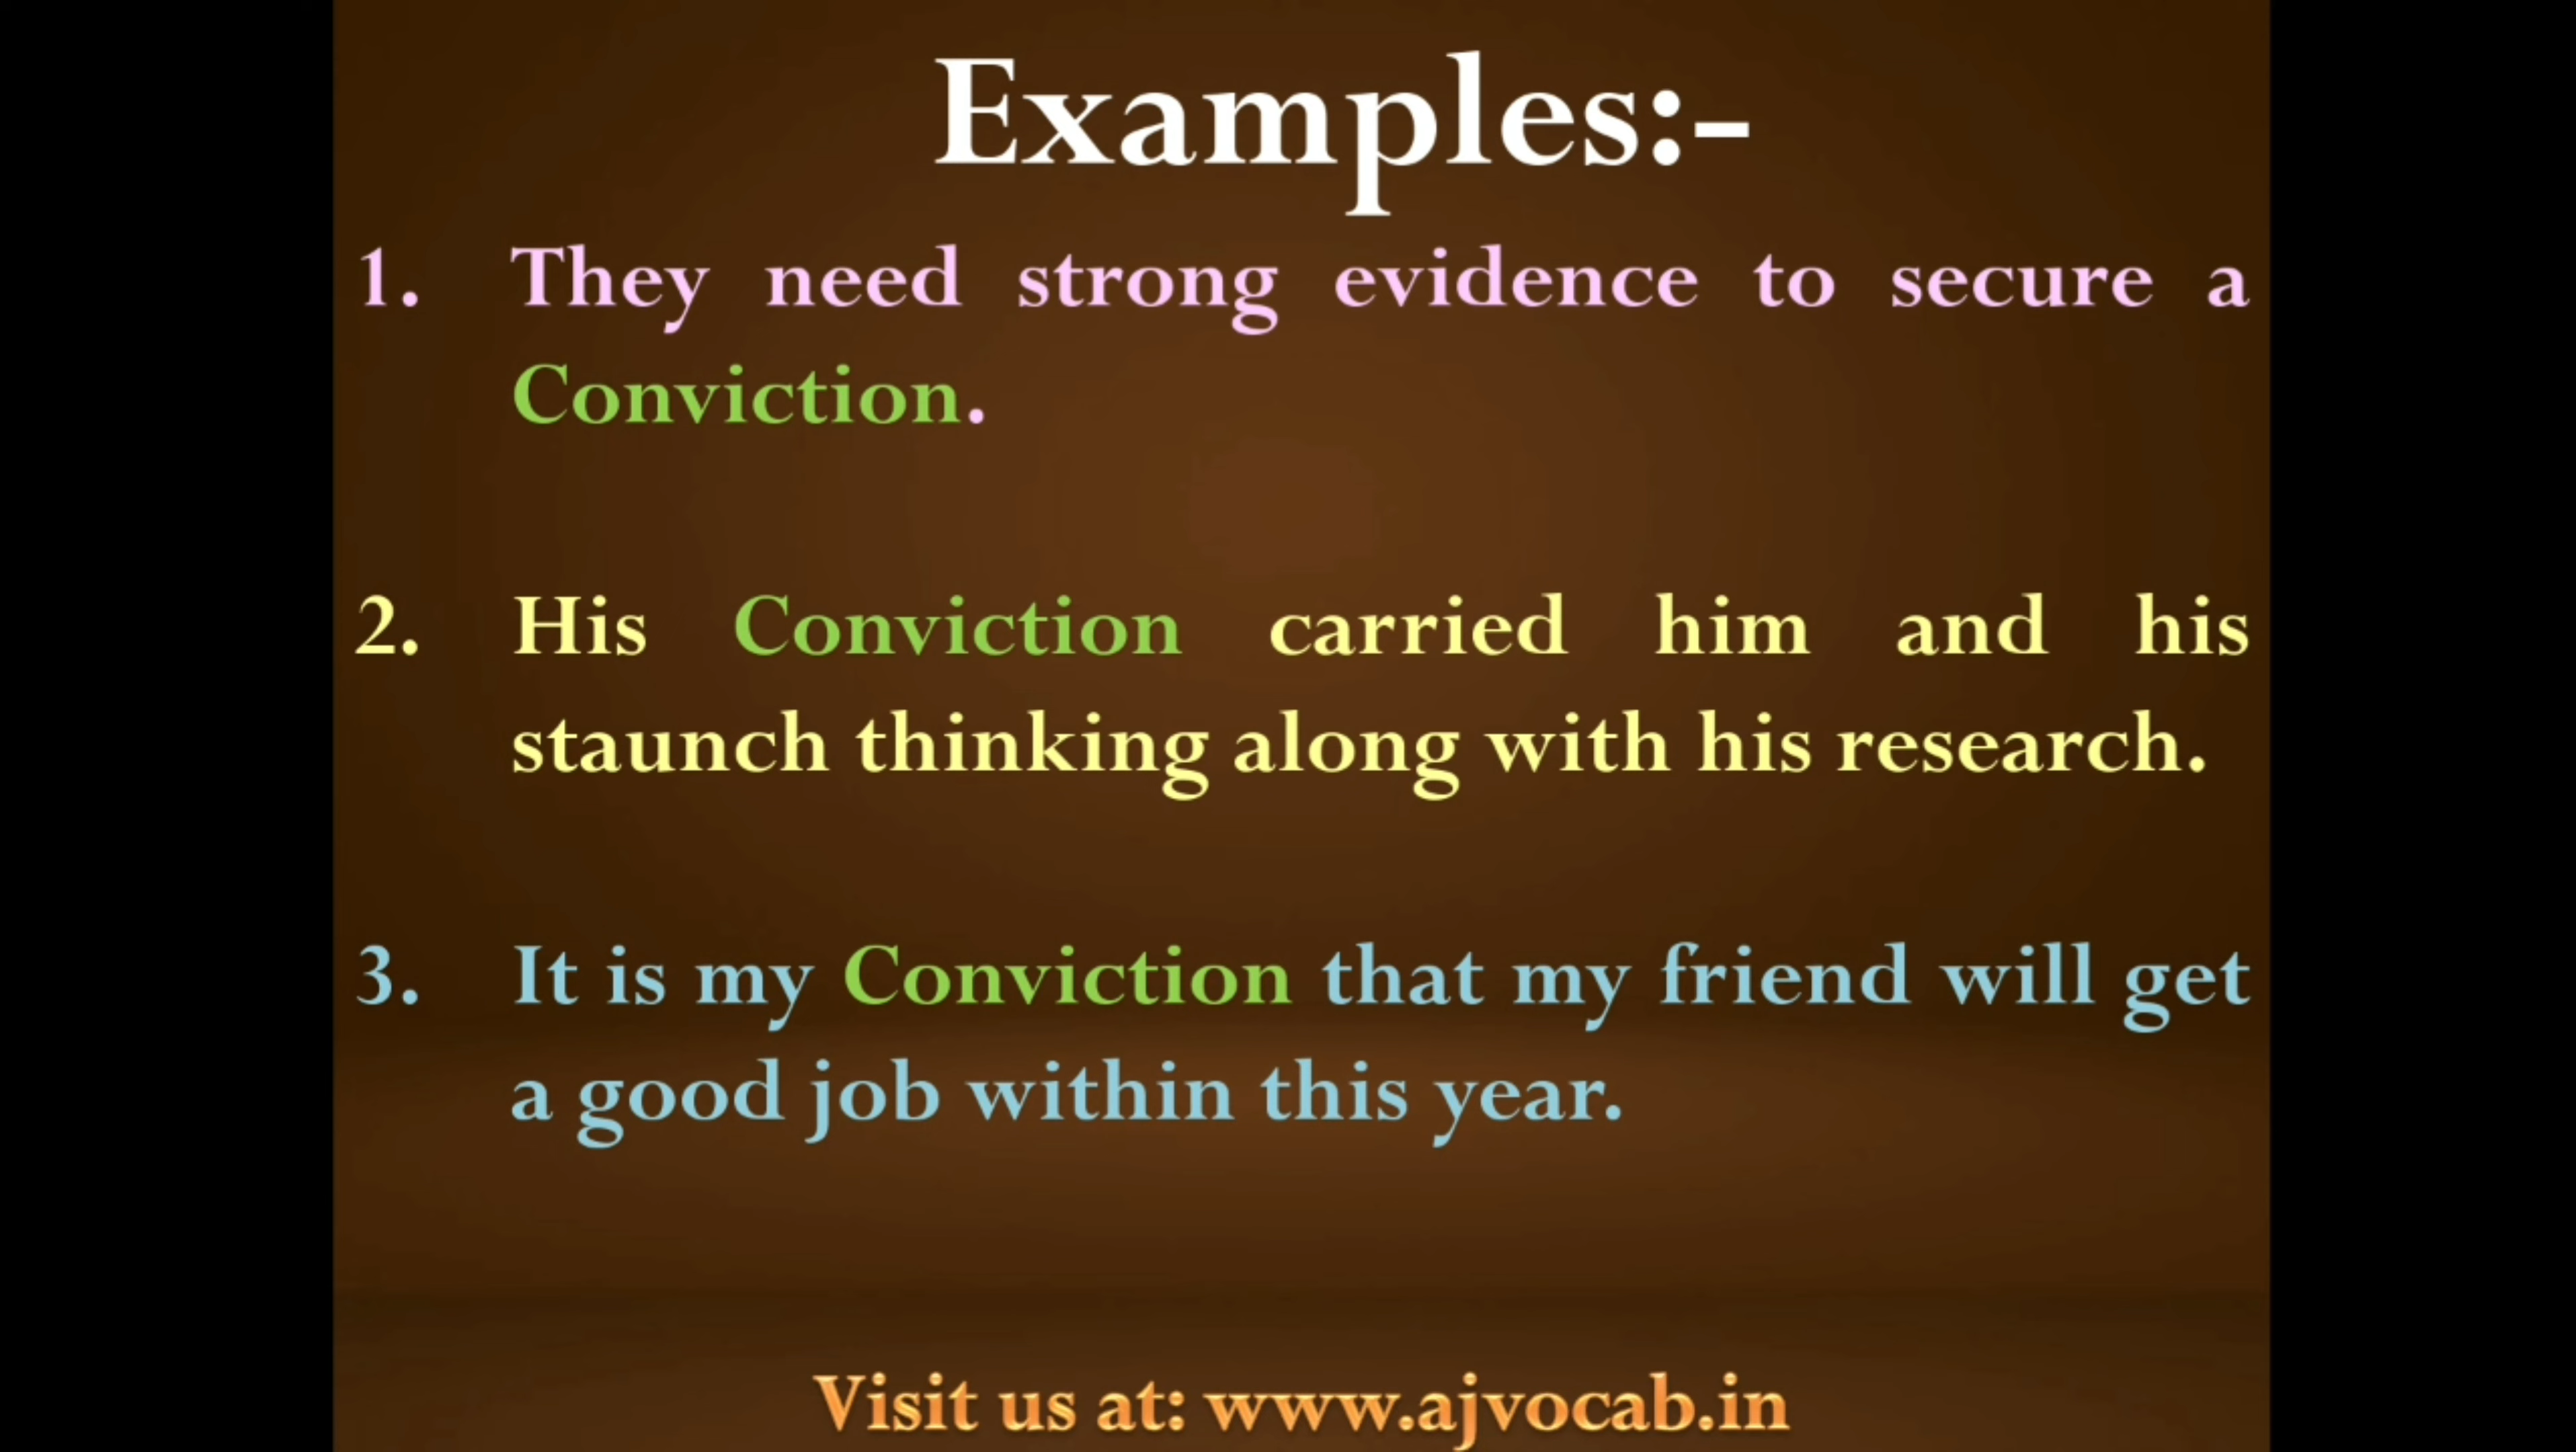 Examples:-
1. They need strong evidence to secure a
Conviction.
2. His Conviction carried him and his
staunch thinking along with his research.
3. It is my Conviction that my friend will get
a good job within this year.
Visit us at: www.ajvocab.in